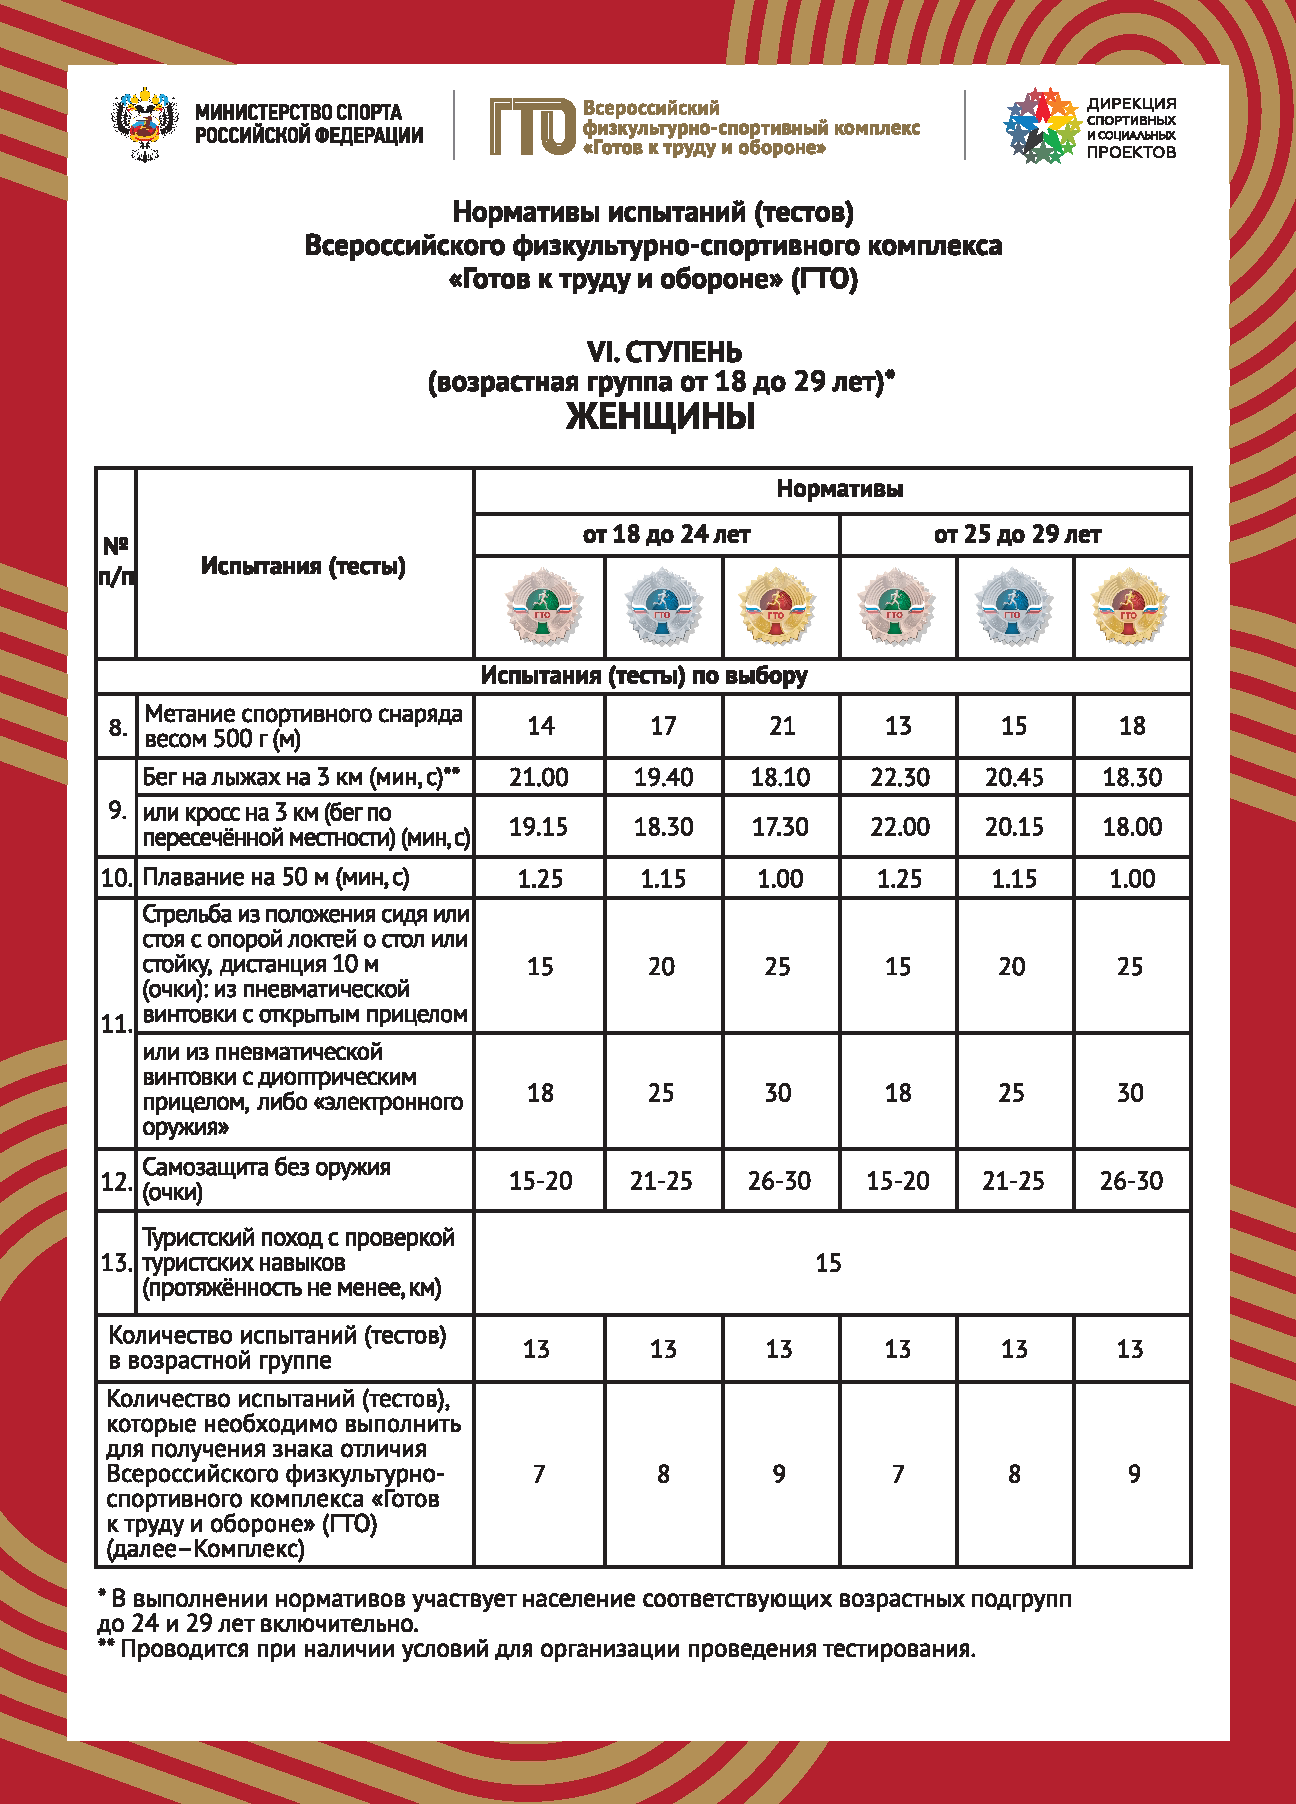 МИНИСТЕРСТВО СПОРТА
РОССИЙСКОЙ ФЕДЕРАЦИИ
ГТО
Всероссийский
физкультурно-спортивный комплекс
«Готов к труду и обороне»
ДИРЕКЦИЯ
СПОРТИВНЫХ
И СОЦИАЛЬНЫХ
ПРОЕКТОВ
Нормативы испытаний (тестов)
Всероссийского физкультурно-спортивного комплекса
«Готов к труду и обороне» (ГТО)
VI. СТУПЕНЬ
(возрастная группа от 18 до 29 лет)*
ЖЕНЩИНЫ
№
п/п
Испытания (тесты)
Нормативы
от 18 до 24 лет от 25 до 29 лет
ГТО ГТО ГТО ГТО ГТО ГТО
Испытания (тесты) по выбору
8. Метание спортивного снаряда
весом 500 г (м)
14 17 21 13 15 18
9. Бег на лыжах на 3 км (мин, с)** 21.00 19.40 18.10 22.30 20.45 18.30
или кросс на 3 км (бег по
пересечённой местности) (мин, с)
19.15 18.30 17.30 22.00 20.15 18.00
10. Плавание на 50 м (мин, с) 1.25 1.15 1.00 1.25 1.15 1.00
11. Стрельба из положения сидя или
стоя с опорой локтей о стол или
стойку, дистанция 10 м
(очки): из пневматической
винтовки с открытым прицелом
15 20 25 15 20 25
или из пневматической
винтовки с диоптрическим
прицелом, либо «электронного
оружия»
18 25 30 18 25 30
12. Самозащита без оружия
(очки)
15-20 21-25 26-30 15-20 21-25 26-30
13. Туристский поход с проверкой
туристских навыков
(протяжённость не менее, км)
15
Количество испытаний (тестов)
в возрастной группе
13 13 13 13 13 13
Количество испытаний (тестов),
которые необходимо выполнить
для получения знака отличия
Всероссийского физкультурно-
спортивного комплекса «Готов
к труду и обороне» (ГТО)
(далее–Комплекс)
7 8 9 7 8 9
* В выполнении нормативов участвует население соответствующих возрастных подгрупп
до 24 и 29 лет включительно.
** Проводится при наличии условий для организации проведения тестирования.